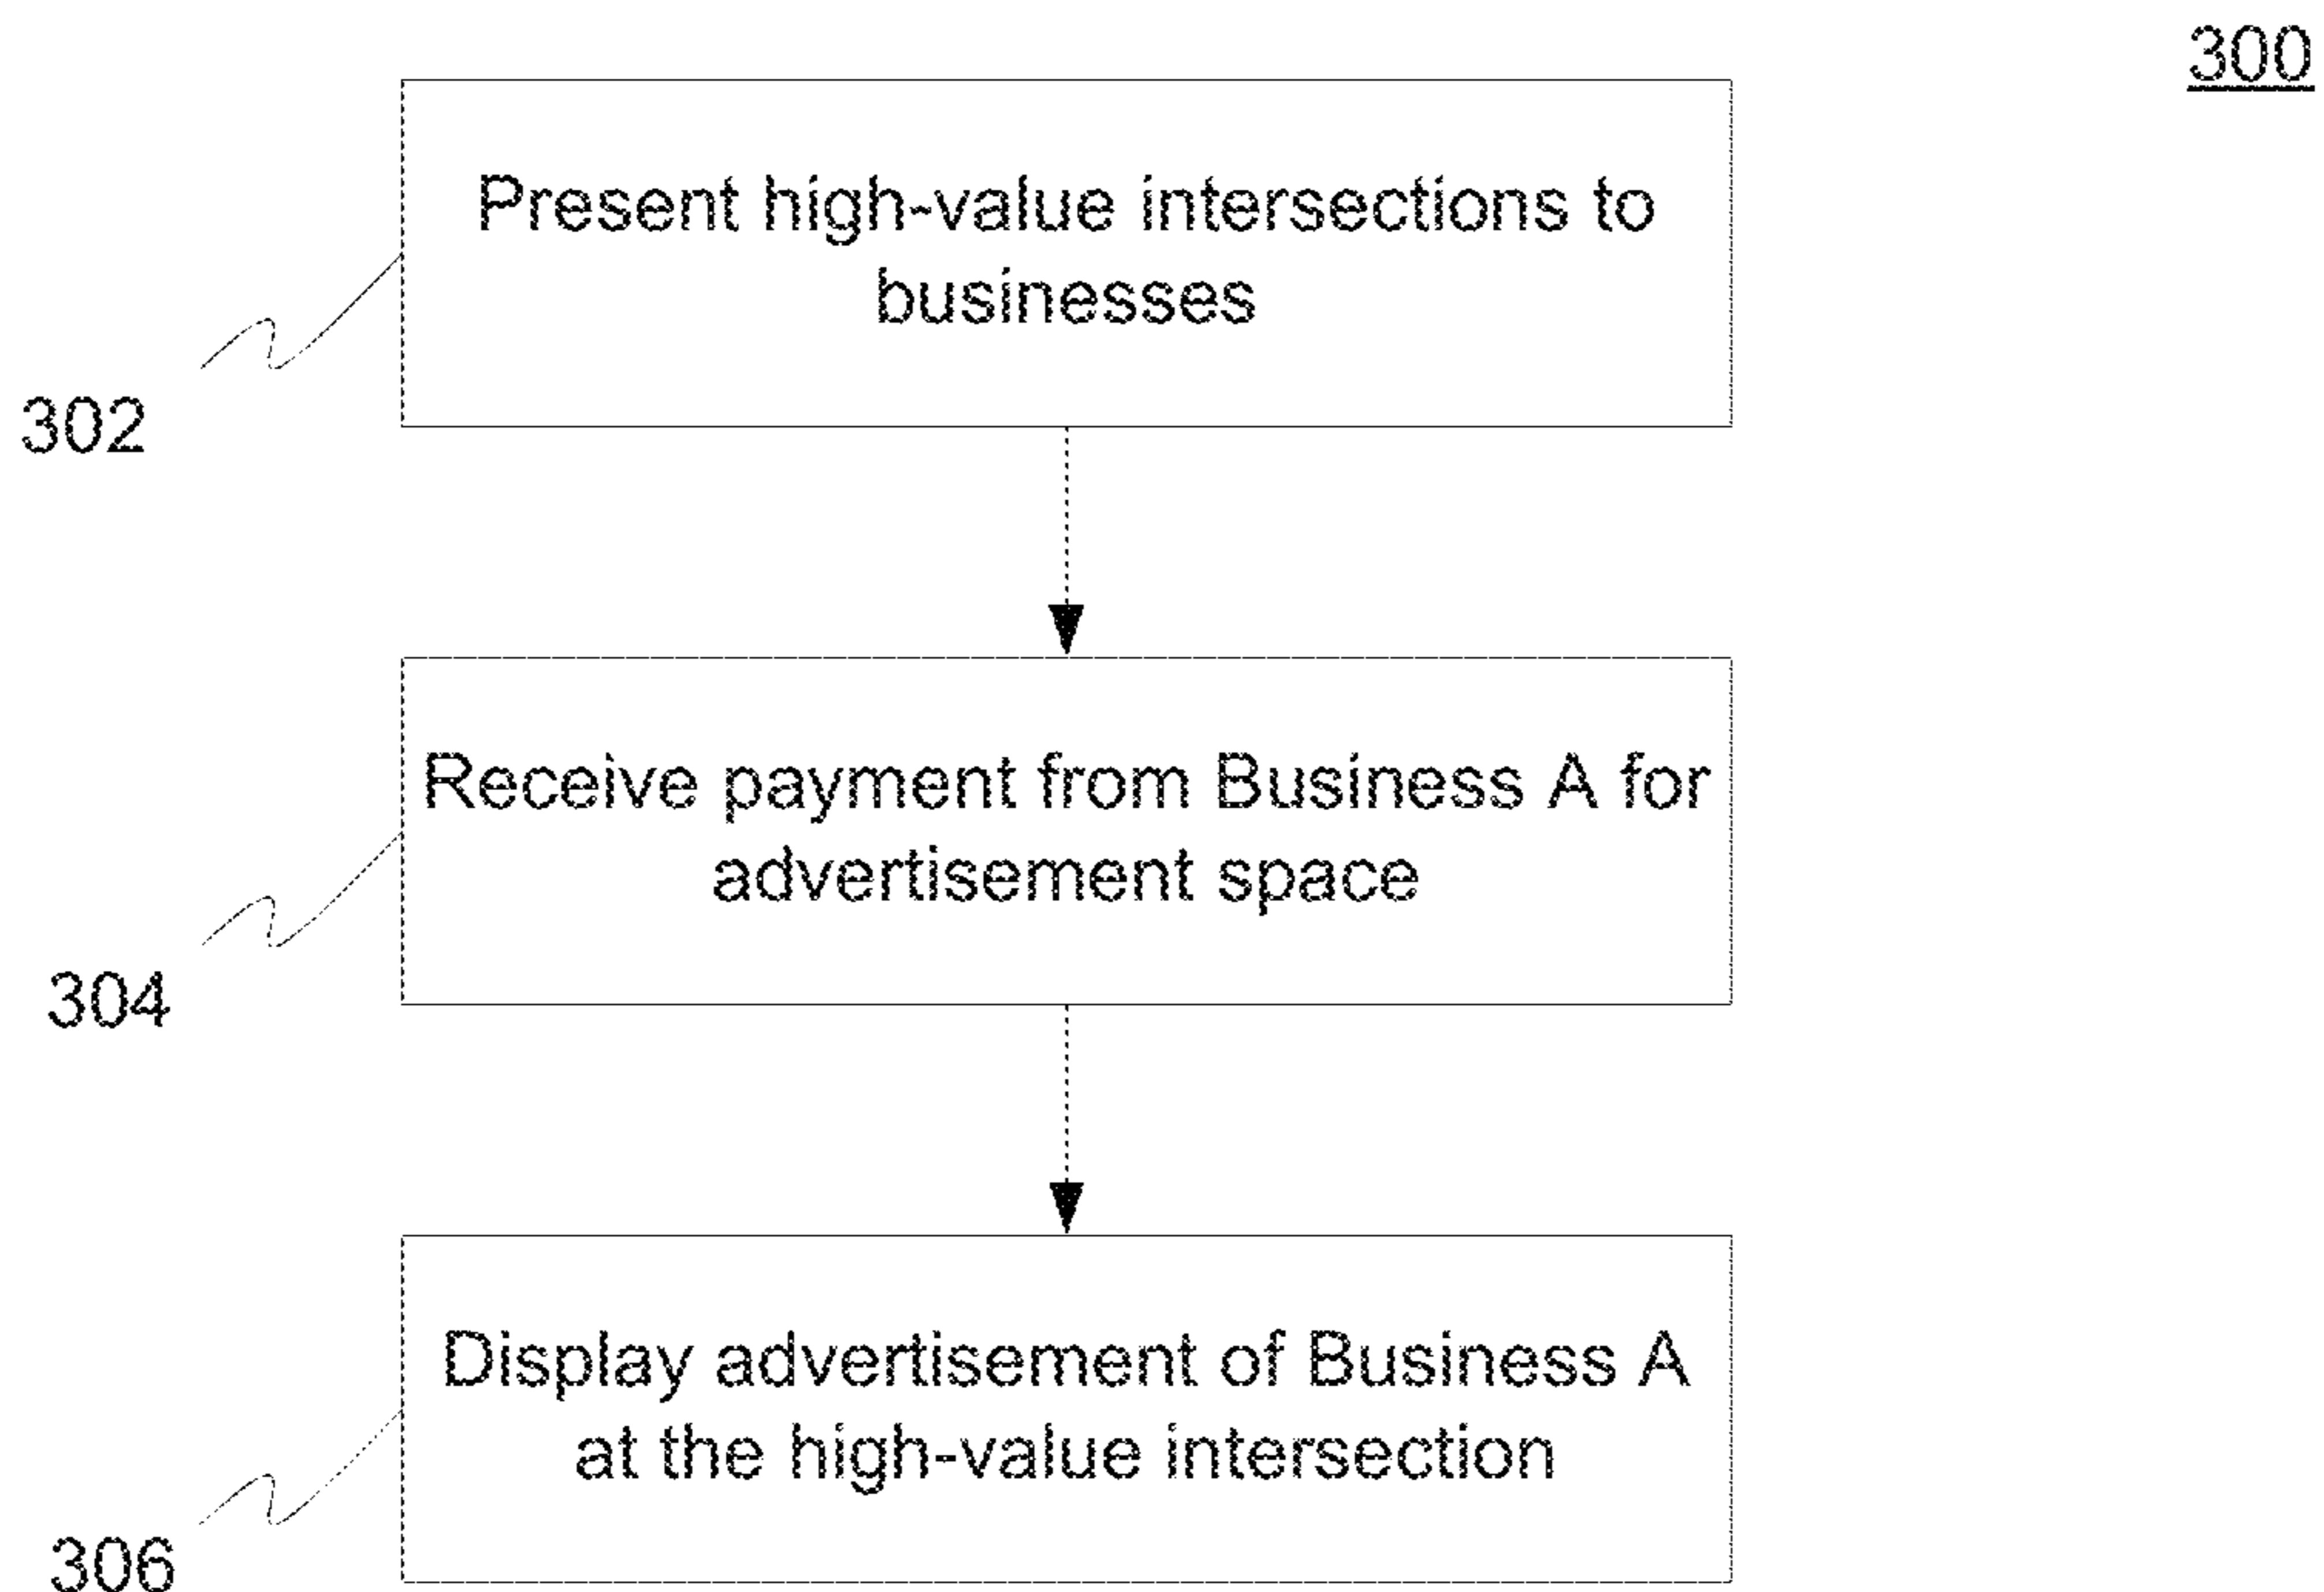 300
Present high-value intersections to
businesses
302
Receive payment from Business A for
advertisement space
304
Display advertisement of Business A
at the high-value intersection
306